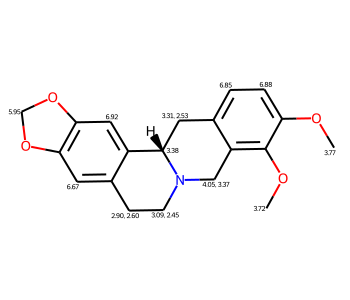 6.85
6.88
O
5.95
6.92
3.31, 2.53
O
H
3.38
O
3.77
N
4.05, 3.37
6.67
O
2.90, 2.60
3.09, 2.45
3.72